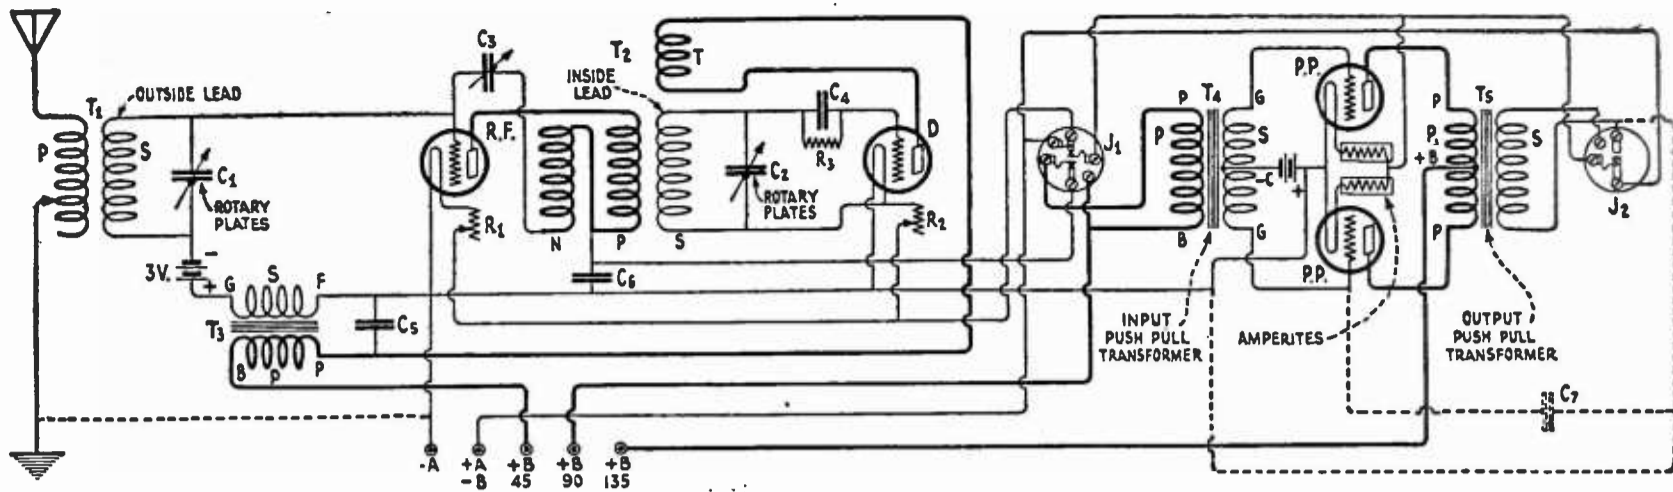 T1
OUTSIDE LEAD
P
S
C1
ROTARY
PLATES
-
3V.
+
G
S
F
T3
B
P
P
C5
C3
R.F.
R1
N
P
C6
T2
T
INSIDE
LEAD
S
C4
R3
C2
ROTARY
PLATES
D
R2
J1
P
P
B
T4
G
S
G
-C
+
P.P.
P.P.
INPUT
PUSH PULL
TRANSFORMER
AMPERITES
P
P
+B
P
T5
S
OUTPUT
PUSH PULL
TRANSFORMER
J2
C7
-A
+A
-B
+B
45
+B
90
+B
135